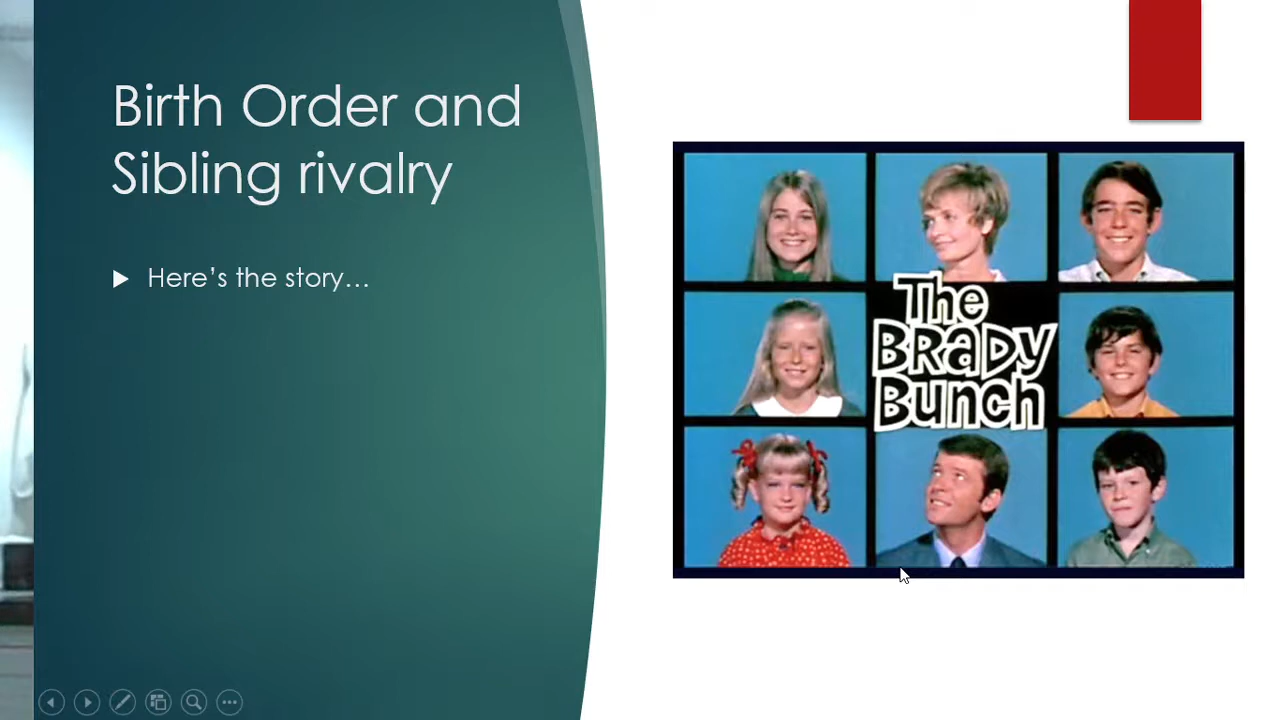 Birth Order and
Sibling rivalry
Here's the story...
The
BRADY
BUNCH